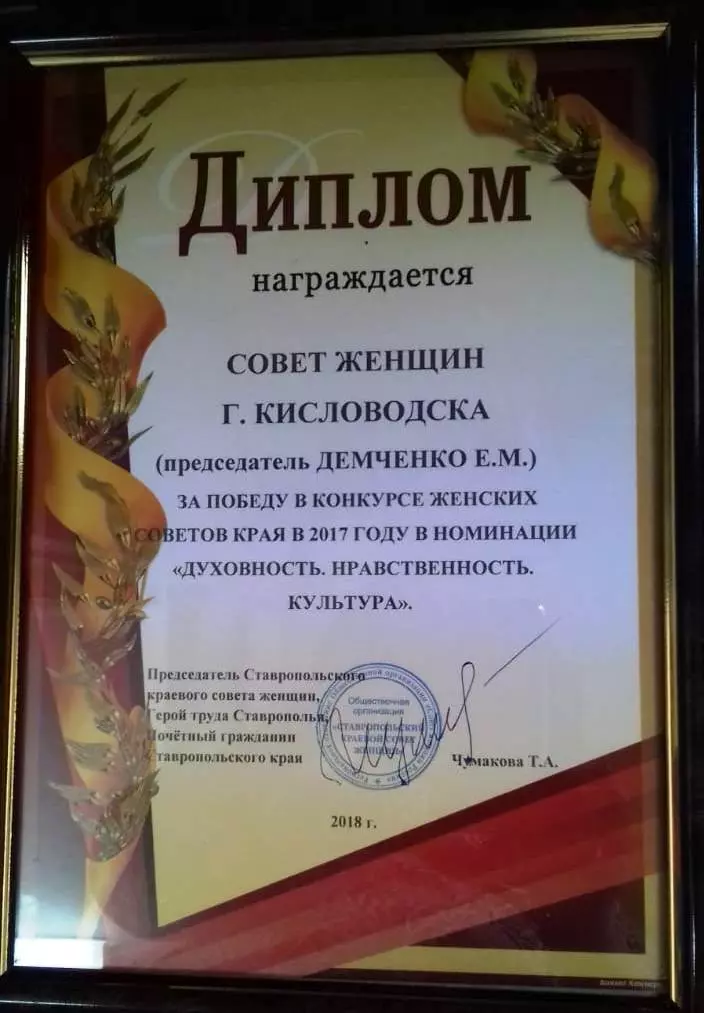 Диплом
награждается
СОВЕТ ЖЕНЩИН
Г. КИСЛОВОДСКА
(председатель ДЕМЧЕНКО Е.М.)
ЗА ПОБЕДУ В КОНКУРСЕ ЖЕНСКИХ
СОВЕТОВ КРАЯ В 2017 ГОДУ В НОМИНАЦИИ
«ДУХОВНОСТЬ. НРАВСТВЕННОСТЬ.
КУЛЬТУРА».
Председатель Ставропольского
краевого совета женщин,
Герой труда Ставрополья,
Почётный гражданин
Ставропольского края
Общественная
организация
«СТАВРОПОЛЬСКИЙ
КРАЕВОЙ СОВЕТ
ЖЕНЩИН»
Чумакова Т.А.
2018 г.